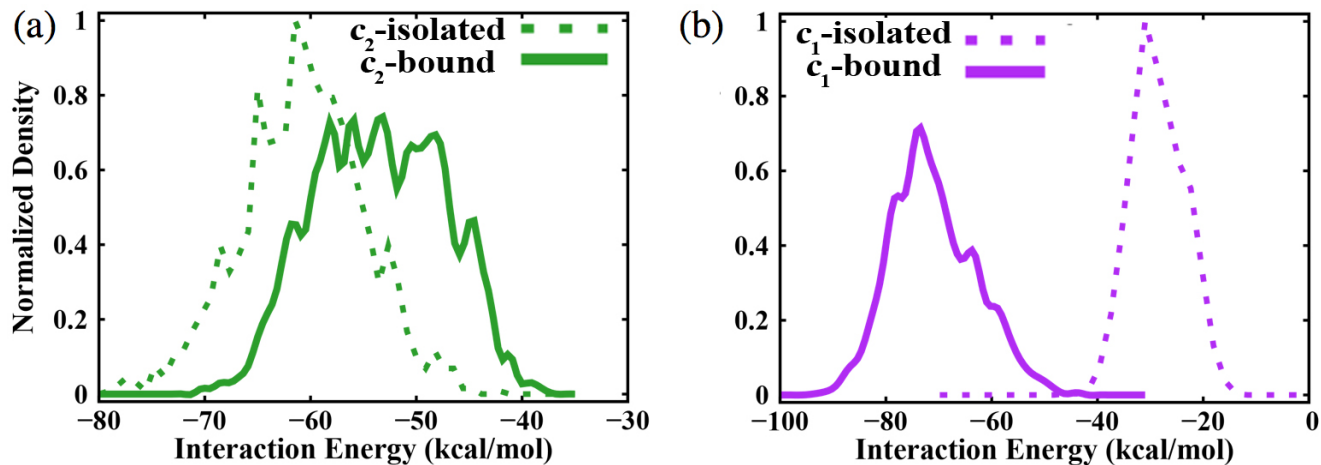 (a)
c2-isolated
c2-bound
Normalized Density
1
0.8
0.6
0.4
0.2
0
−80 −70 −60 −50 −40 −30
Interaction Energy (kcal/mol)
(b)
c1-isolated
c1-bound
1
0.8
0.6
0.4
0.2
0
−100 −80 −60 −40 −20 0
Interaction Energy (kcal/mol)